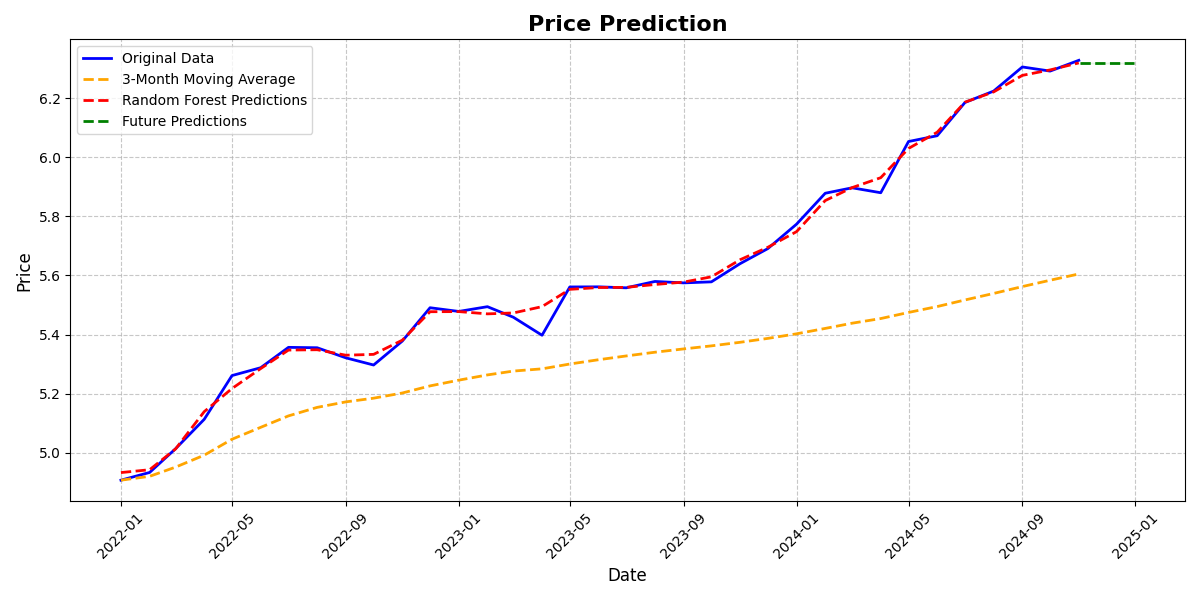 Price Prediction
Original Data
3-Month Moving Average
Random Forest Predictions
Future Predictions
Price
6.2
6.0
5.8
5.6
5.4
5.2
5.0
2022-01
2022-05
2022-09
2023-01
2023-05
2023-09
2024-01
2024-05
2024-09
2025-01
Date